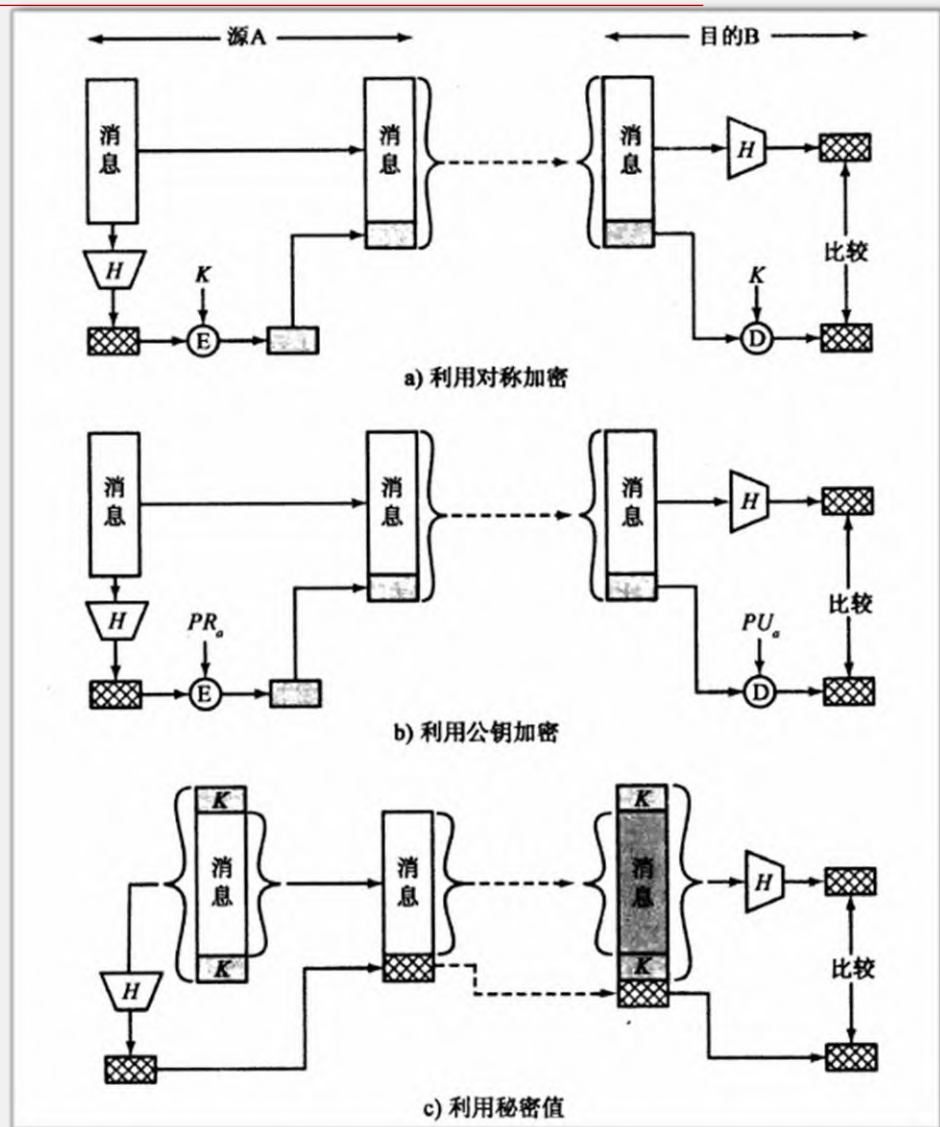 源A 目的B
消息 消息 消息 H
H K K 比较
E D
a) 利用对称加密
消息 消息 消息 H
H PRa PUa 比较
E D
b) 利用公钥加密
K K
消息 消息 消息 H
K K 比较
H
c) 利用秘密值